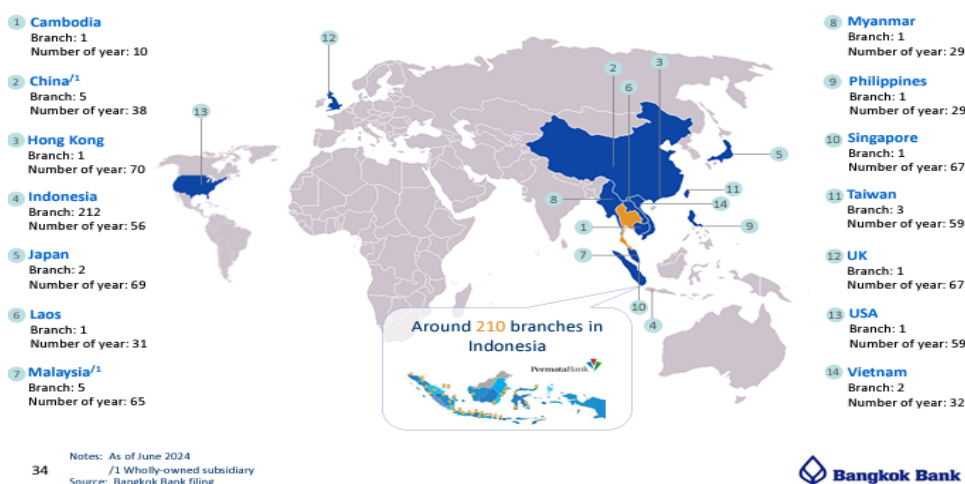 1 Cambodia
Branch: 1
Number of year: 10
2 China/1
Branch: 5
Number of year: 38
3 Hong Kong
Branch: 1
Number of year: 70
4 Indonesia
Branch: 212
Number of year: 56
5 Japan
Branch: 2
Number of year: 69
6 Laos
Branch: 1
Number of year: 31
7 Malaysia/1
Branch: 5
Number of year: 65
12
13
2
3
6
5
8
11
14
1
9
7
10
4
Around 210 branches in
Indonesia
PermataBank
8 Myanmar
Branch: 1
Number of year: 29
9 Philippines
Branch: 1
Number of year: 29
10 Singapore
Branch: 1
Number of year: 67
11 Taiwan
Branch: 3
Number of year: 59
12 UK
Branch: 1
Number of year: 67
13 USA
Branch: 1
Number of year: 59
14 Vietnam
Branch: 2
Number of year: 32
34
Notes: As of June 2024
/1 Wholly-owned subsidiary
Source: Bangkok Bank filing
Bangkok Bank